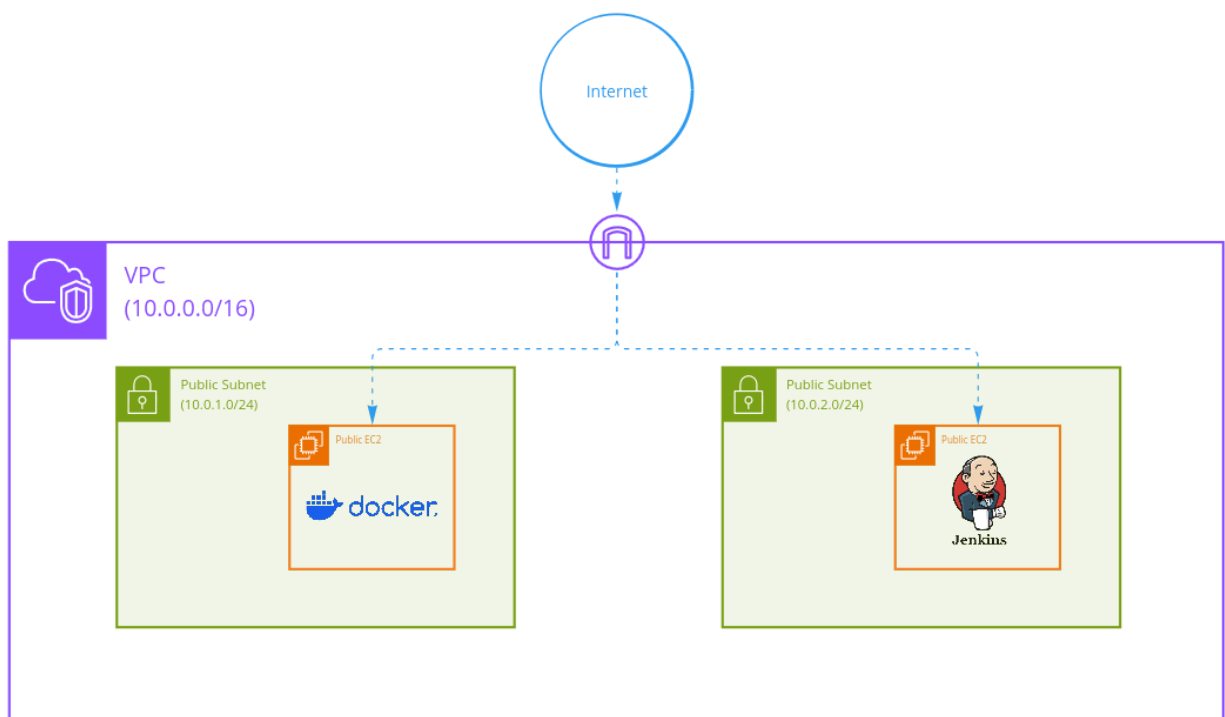 Internet
VPC
(10.0.0.0/16)
Public Subnet
(10.0.1.0/24)
Public EC2
docker
Public Subnet
(10.0.2.0/24)
Public EC2
Jenkins